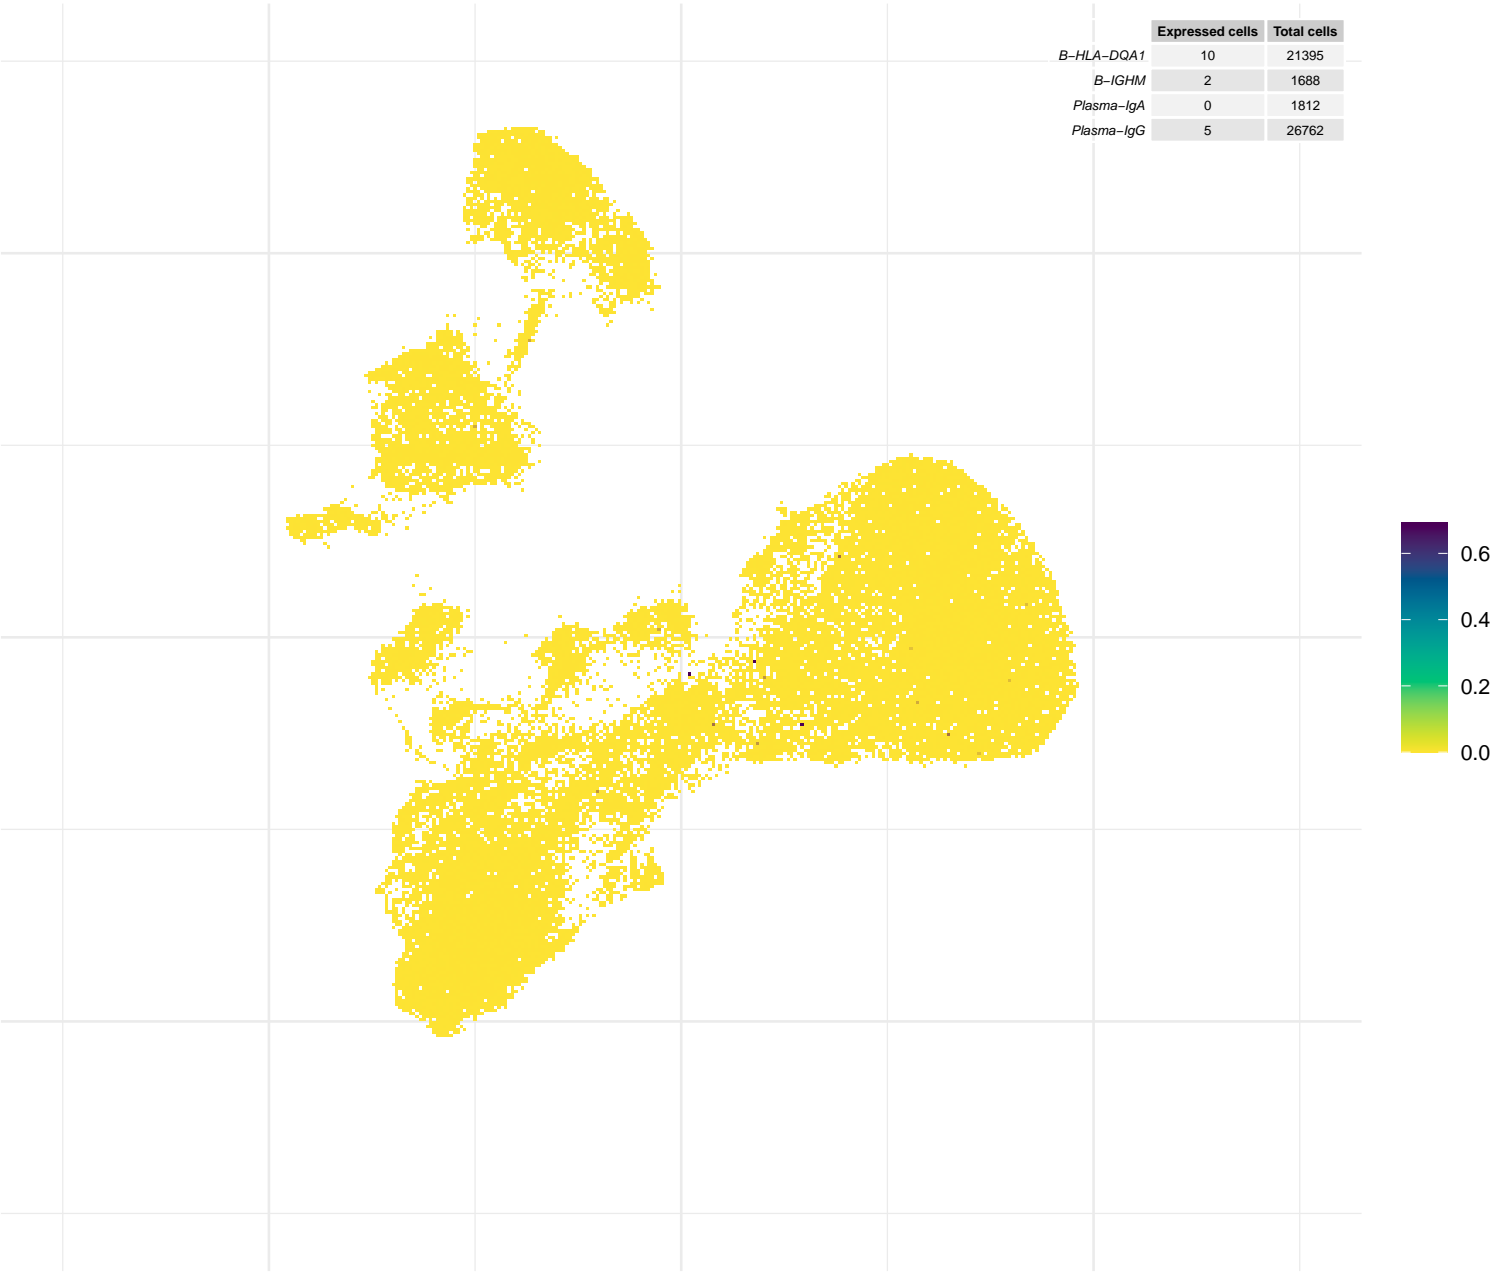 Expressed cells Total cells
B−HLA−DQA1 10 21395
B−IGHM 2 1688
Plasma−IgA 0 1812
Plasma−IgG 5 26762
0.6
0.4
0.2
0.0